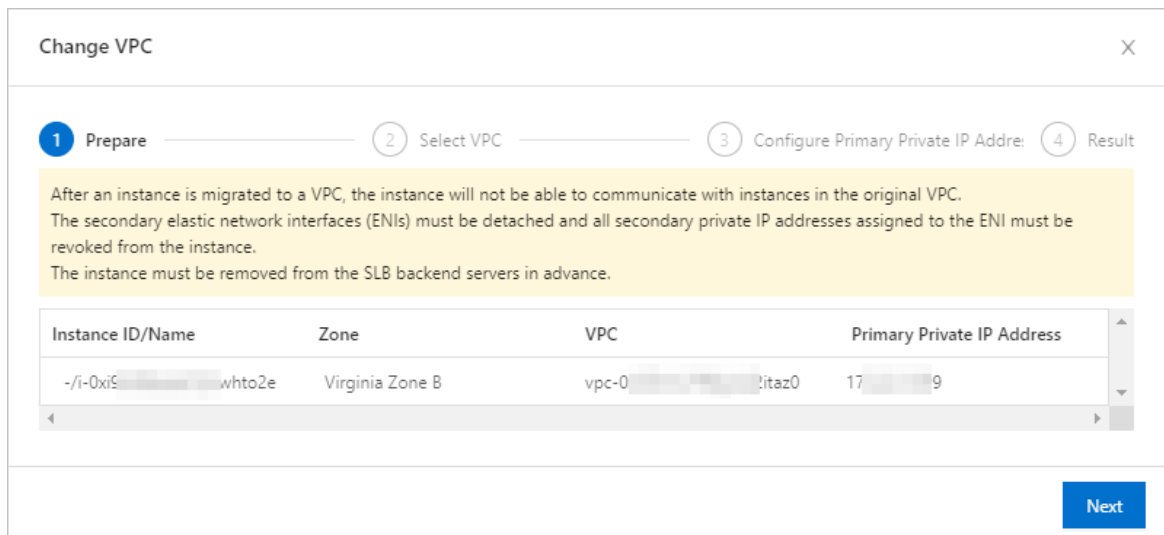 Change VPC
1 Prepare 2 Select VPC 3 Configure Primary Private IP Addre: 4 Result
After an instance is migrated to a VPC, the instance will not be able to communicate with instances in the original VPC.
The secondary elastic network interfaces (ENIs) must be detached and all secondary private IP addresses assigned to the ENI must be
revoked from the instance.
The instance must be removed from the SLB backend servers in advance.
Instance ID/Name Zone VPC Primary Private IP Address
-/i-0xi9 whto2e Virginia Zone B vpc-0 2itaz0 17 9
Next